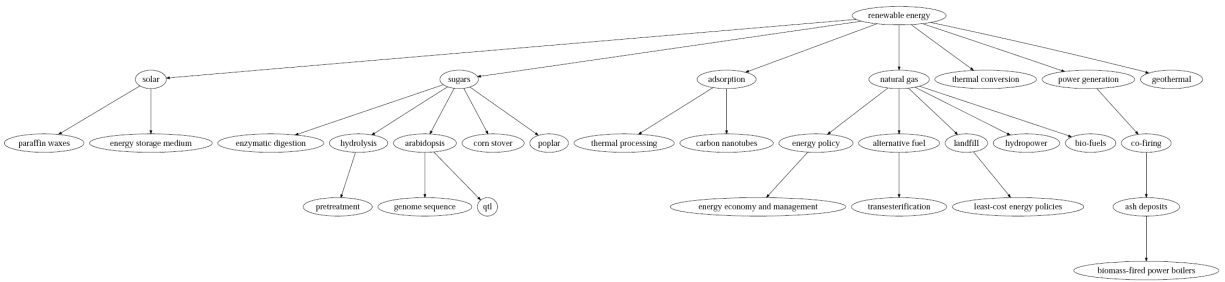 renewable energy
solar
sugars
adsorption
natural gas
thermal conversion
power generation
geothermal
paraffin waxes
energy storage medium
enzymatic digestion
hydrolysis
arabidopsis
corn stover
poplar
thermal processing
carbon nanotubes
energy policy
alternative fuel
landfill
hydropower
bio-fuels
co-firing
pretreatment
genome sequence
qtl
energy economy and management
transesterification
least-cost energy policies
ash deposits
biomass-fired power boilers